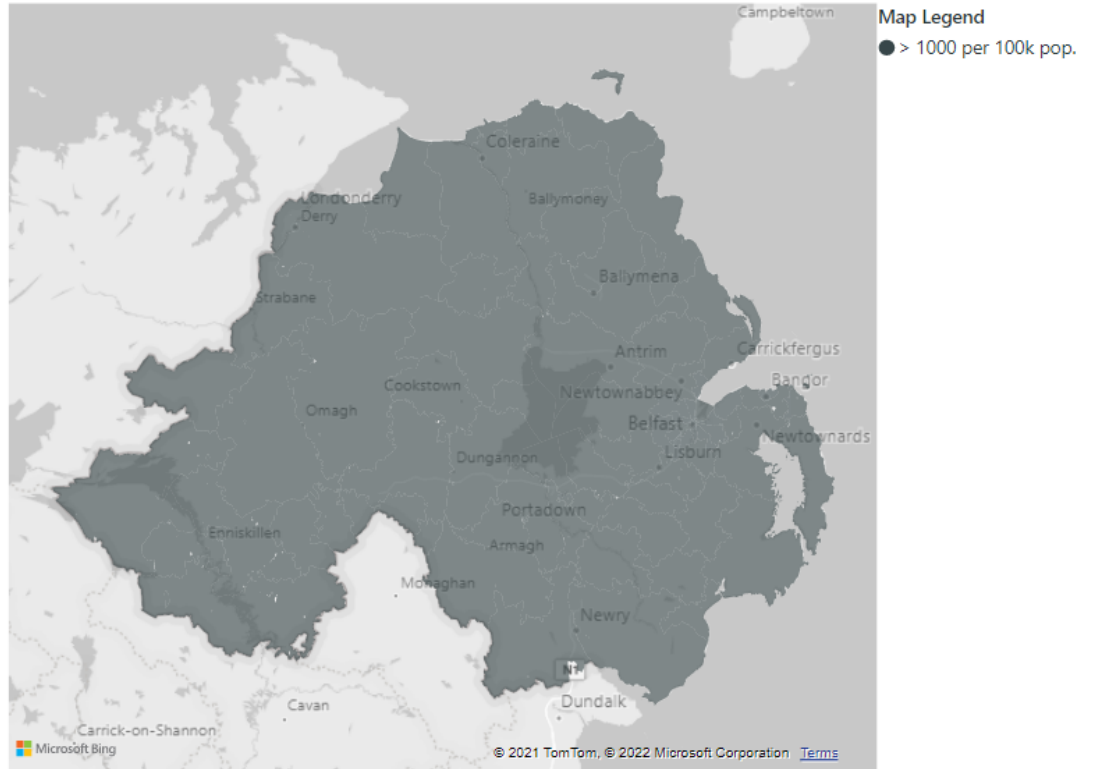 Campbeltown
Map Legend
> 1000 per 100k pop.
Coleraine
Londonderry
Derry
Ballymoney
Ballymena
Strabane
Carrickfergus
Antrim
Bangor
Cookstown
Newtownabbey
Omagh
Belfast
Newtownards
Dungannon
Lisburn
Portadown
Enniskillen
Armagh
Monaghan
Newry
N1
Dundalk
Cavan
Carrick-on-Shannon
Microsoft Bing
© 2021 TomTom, © 2022 Microsoft Corporation Terms